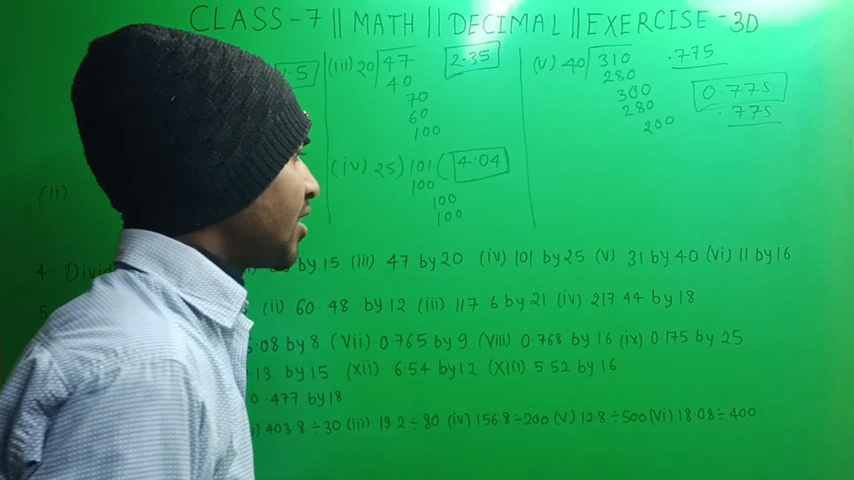 CLASS-7 || MATH || DECIMAL || EXERCISE-3D
.5
(iii) 20 47 2.35
40
70
60
100
(iv) 25) 101 ( 4.04
100
100
100
(v) 40 310 .775
280
300
280
200
0.775
.775
(ii)
4 Divid by 15 (iii) 47 by 20 (iv) 101 by 25 (v) 31 by 40 (vi) 11 by 16
5 (ii) 60.48 by 12 (iii) 117.6 by 21 (iv) 217.44 by 18
.08 by 8 (vii) 0.765 by 9 (viii) 0.768 by 16 (ix) 0.175 by 25
.13 by 15 (xii) 6.54 by 12 (xiii) 5.52 by 16
0.477 by 18
403.8÷30 (iii) 19.2÷80 (iv) 156.8÷200 (v) 12.8÷500 (vi) 18.08÷400